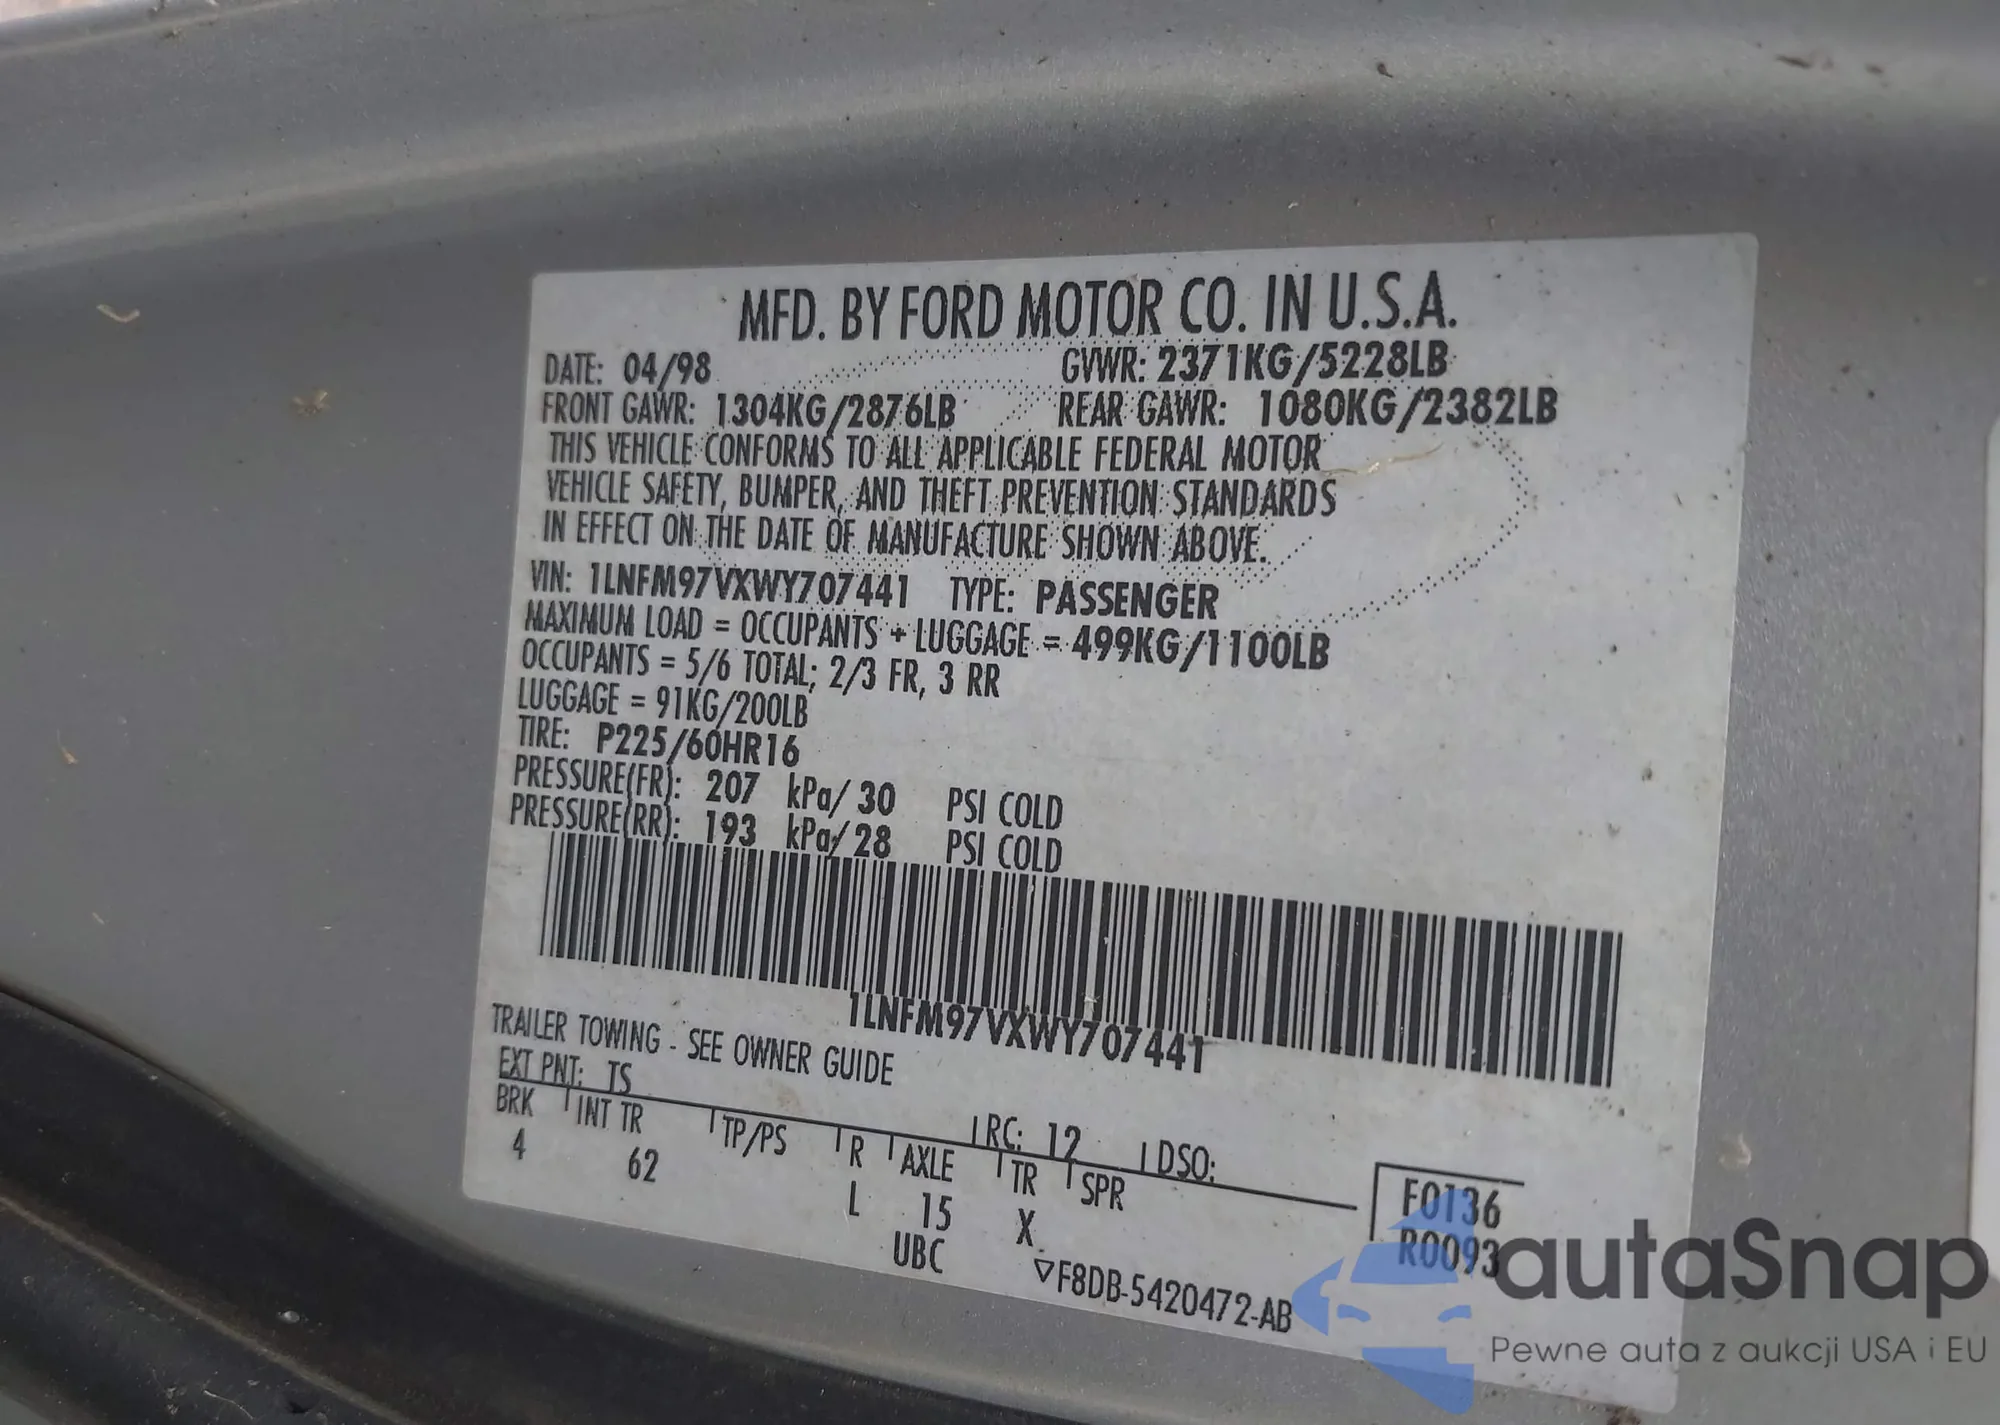 MFD. BY FORD MOTOR CO. IN U.S.A.
DATE: 04/98 GVWR: 2371KG/5228LB
FRONT GAWR: 1304KG/2876LB REAR GAWR: 1080KG/2382LB
THIS VEHICLE CONFORMS TO ALL APPLICABLE FEDERAL MOTOR
VEHICLE SAFETY, BUMPER, AND THEFT PREVENTION STANDARDS
IN EFFECT ON THE DATE OF MANUFACTURE SHOWN ABOVE.
VIN: 1LNFM97VXWY707441 TYPE: PASSENGER
MAXIMUM LOAD = OCCUPANTS + LUGGAGE = 499KG/1100LB
OCCUPANTS = 5/6 TOTAL; 2/3 FR, 3 RR
LUGGAGE = 91KG/200LB
TIRE: P225/60HR16
PRESSURE(FR): 207 kPa/ 30 PSI COLD
PRESSURE(RR): 193 kPa/ 28 PSI COLD
1LNFM97VXWY707441
TRAILER TOWING - SEE OWNER GUIDE
EXT PNT: TS RC: 12 DSO:
BRK INT TR TP/PS R AXLE TR SPR
4 62 L 15 X
UBC
F0136
R0093
▽F8DB-5420472-AB
autaSnap
Pewne auta z aukcji USA i EU